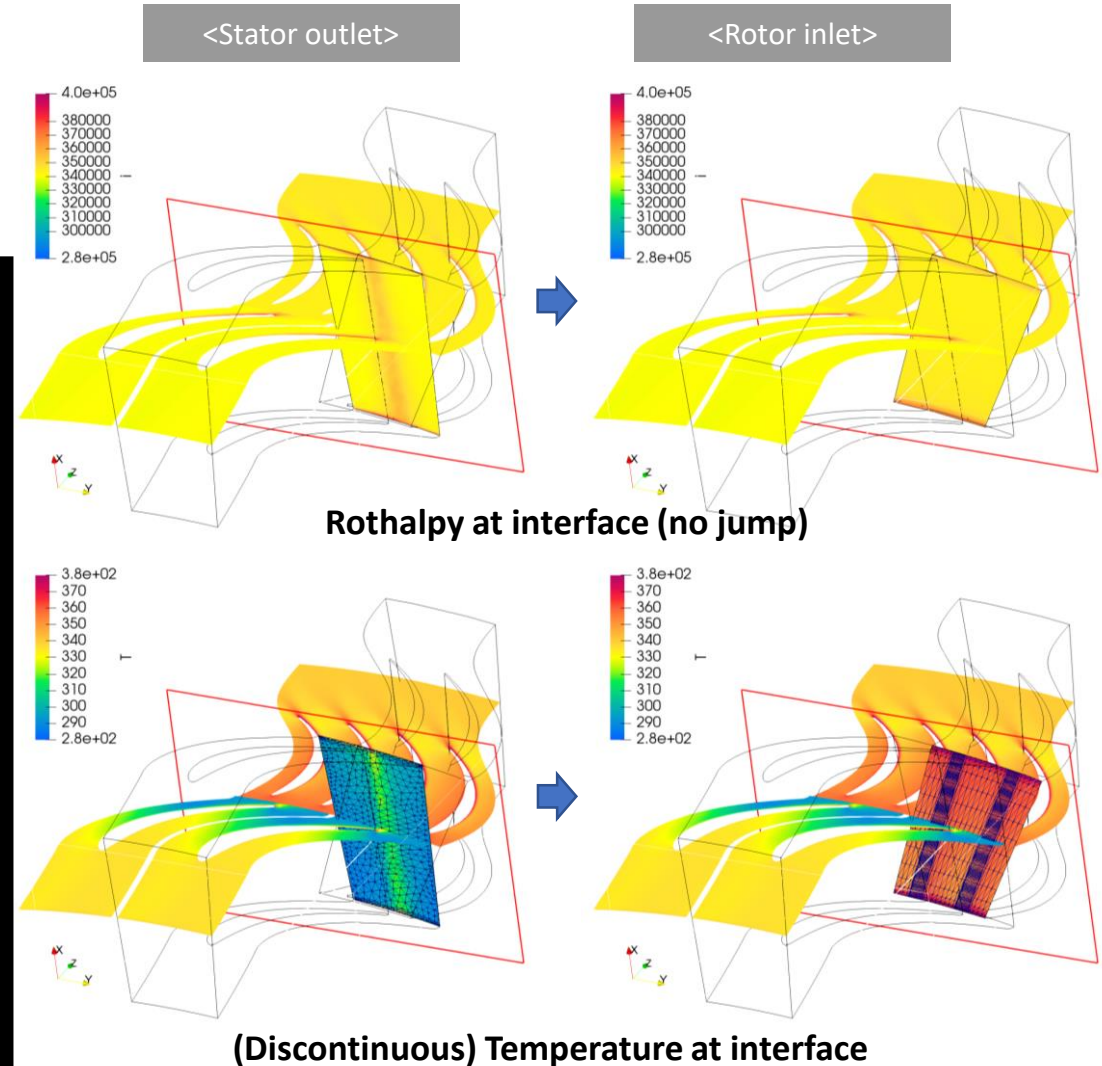 <Stator outlet>
<Rotor inlet>
4.0e+05
380000
370000
360000
350000
340000
330000
320000
310000
300000
2.8e+05
I
X
Z
Y
4.0e+05
380000
370000
360000
350000
340000
330000
320000
310000
300000
2.8e+05
I
X
Z
Y
Rothalpy at interface (no jump)
3.8e+02
370
360
350
340
330
320
310
300
290
2.8e+02
T
X
Z
Y
3.8e+02
370
360
350
340
330
320
310
300
290
2.8e+02
T
X
Z
Y
(Discontinuous) Temperature at interface